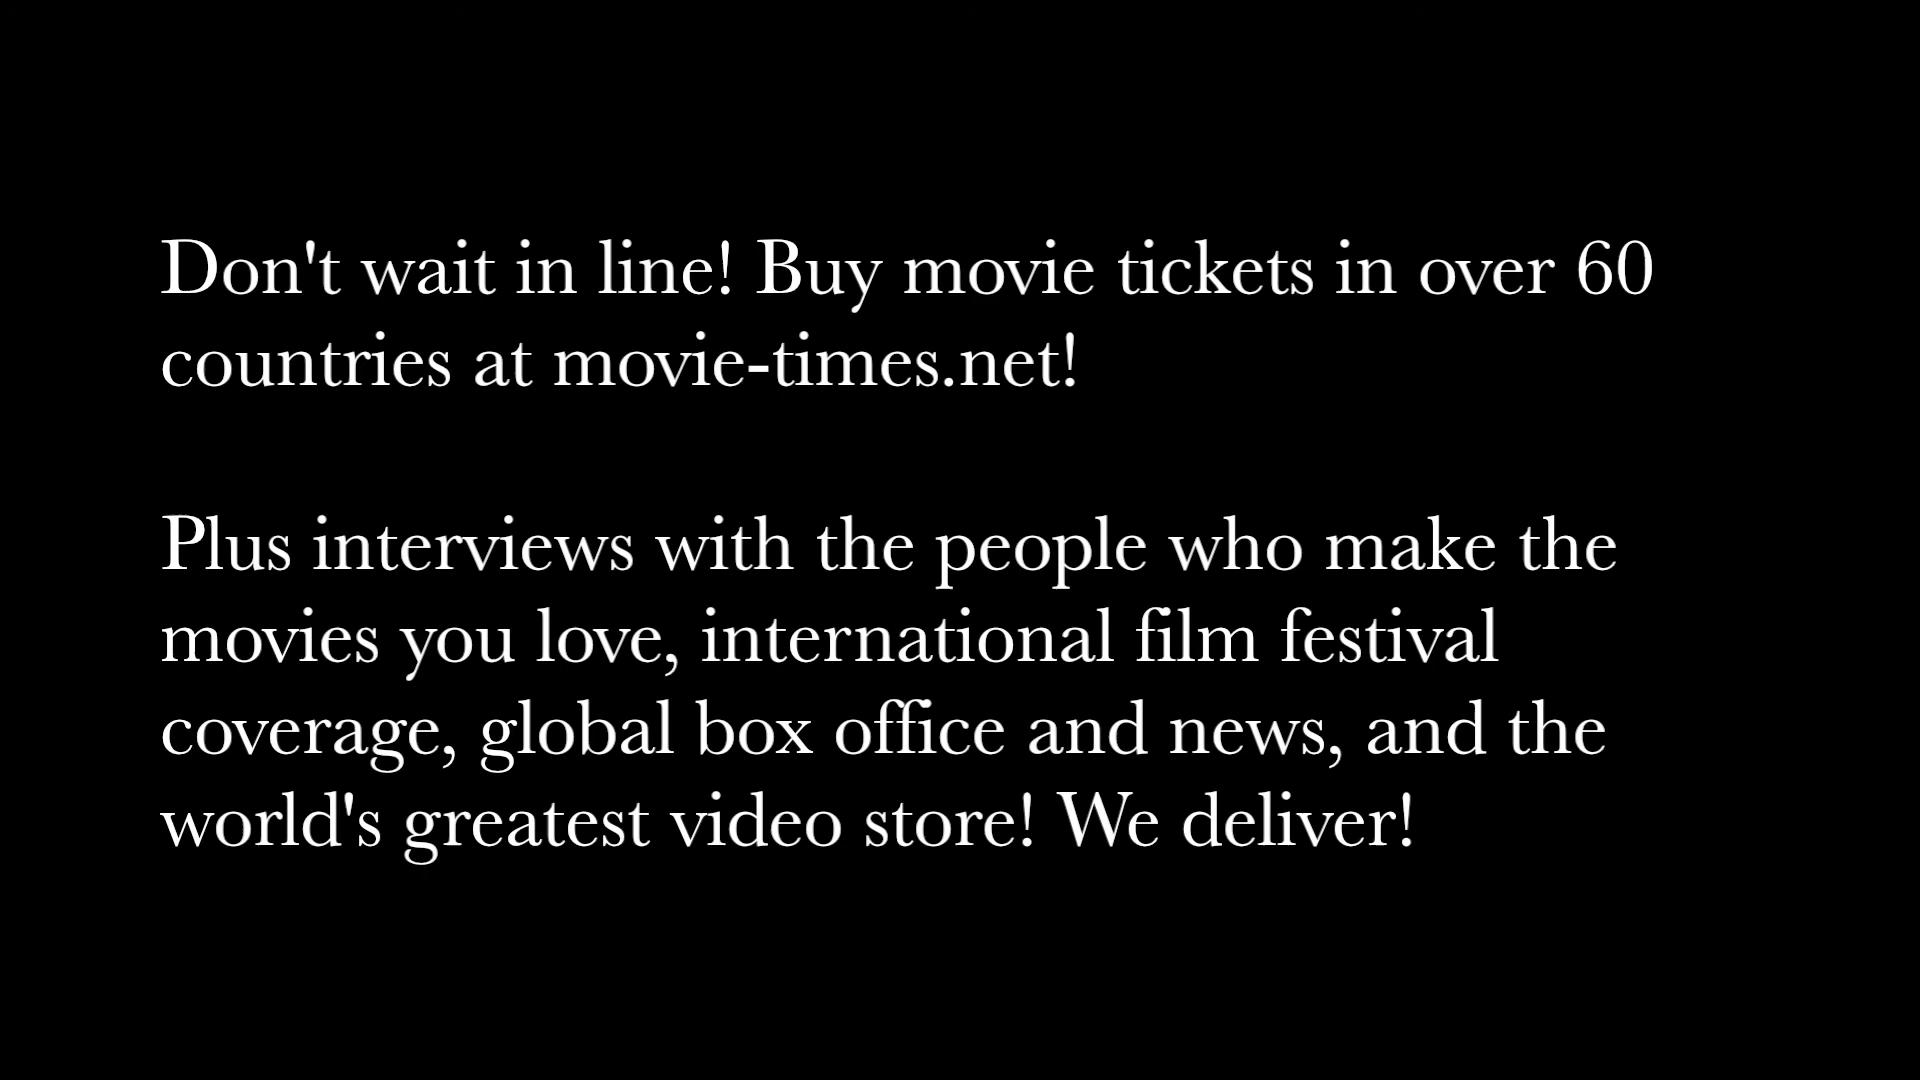 Don't wait in line! Buy movie tickets in over 60
countries at movie-times.net!
Plus interviews with the people who make the
movies you love, international film festival
coverage, global box office and news, and the
world's greatest video store! We deliver!